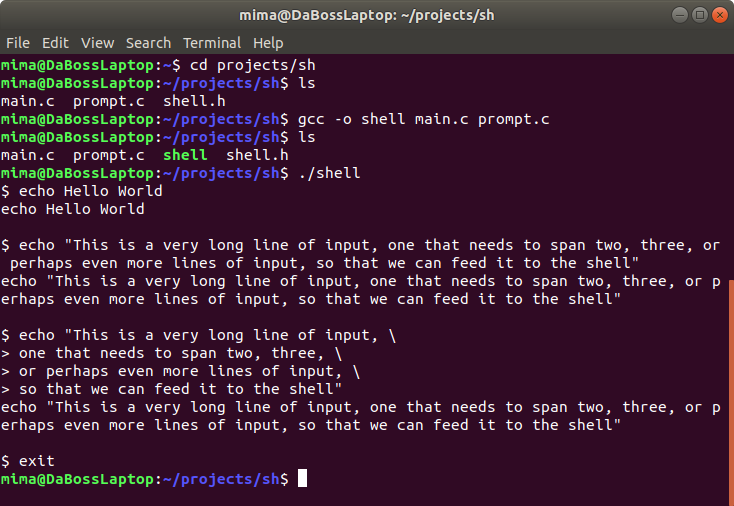 mima@DaBossLaptop: ~/projects/sh
File Edit View Search Terminal Help
mima@DaBossLaptop:~$ cd projects/sh
mima@DaBossLaptop:~/projects/sh$ ls
main.c  prompt.c  shell.h
mima@DaBossLaptop:~/projects/sh$ gcc -o shell main.c prompt.c
mima@DaBossLaptop:~/projects/sh$ ls
main.c  prompt.c  shell  shell.h
mima@DaBossLaptop:~/projects/sh$ ./shell
$ echo Hello World
echo Hello World
$ echo "This is a very long line of input, one that needs to span two, three, or
 perhaps even more lines of input, so that we can feed it to the shell"
echo "This is a very long line of input, one that needs to span two, three, or p
erhaps even more lines of input, so that we can feed it to the shell"
$ echo "This is a very long line of input, \
> one that needs to span two, three, \
> or perhaps even more lines of input, \
> so that we can feed it to the shell"
echo "This is a very long line of input, one that needs to span two, three, or p
erhaps even more lines of input, so that we can feed it to the shell"
$ exit
mima@DaBossLaptop:~/projects/sh$